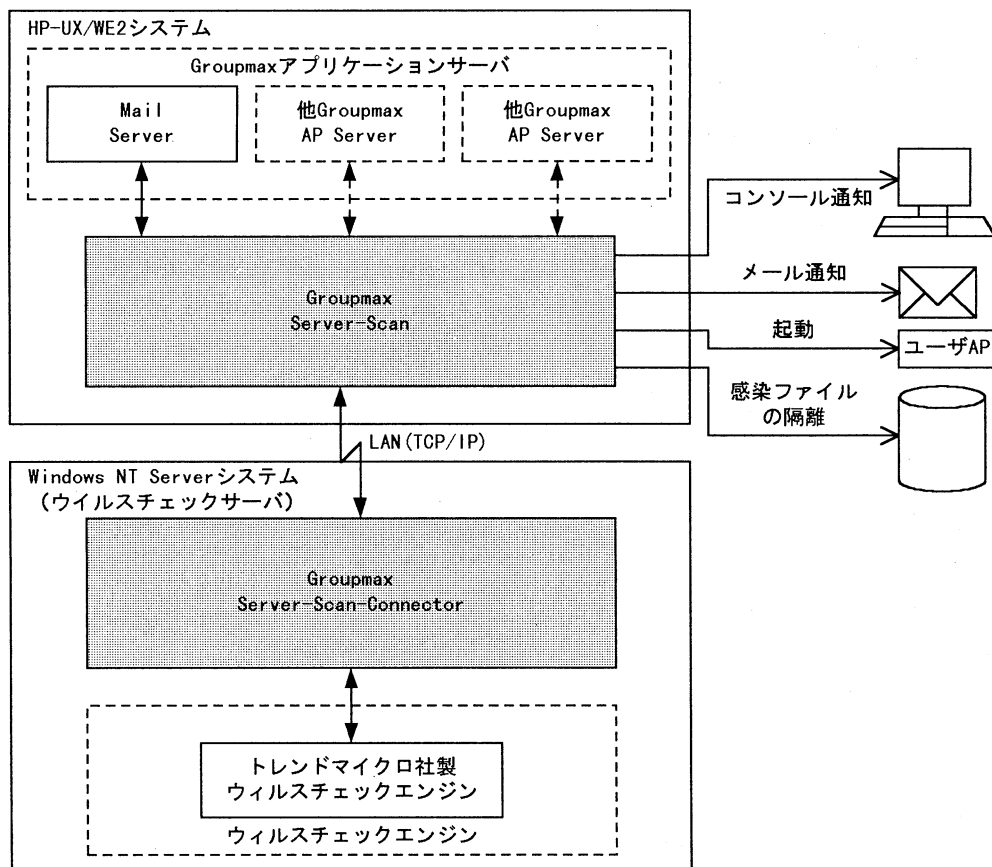 HP-UX/WE2システム
Groupmaxアプリケーションサーバ
Mail
Server
他Groupmax
AP Server
他Groupmax
AP Server
Groupmax
Server-Scan
コンソール通知
メール通知
起動
ユーザAP
感染ファイル
の隔離
LAN(TCP/IP)
Windows NT Serverシステム
(ウイルスチェックサーバ)
Groupmax
Server-Scan-Connector
トレンドマイクロ社製
ウィルスチェックエンジン
ウィルスチェックエンジン